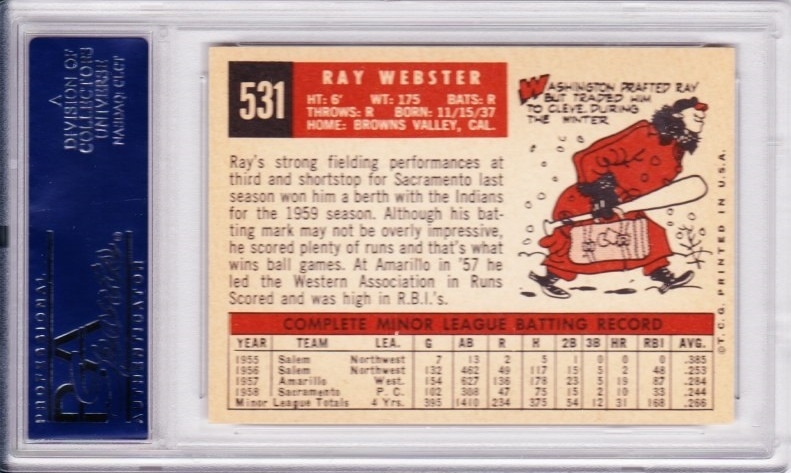 A
DIVISION OF
COLLECTORS
UNIVERSE
NASDAQ: CLCT
PROFESSIONAL
PSA
AUTHENTICATOR
531
RAY WEBSTER
HT: 6' WT: 175 BATS: R
THROWS: R BORN: 11/15/37
HOME: BROWNS VALLEY, CAL.
WASHINGTON DRAFTED RAY
BUT TRADED HIM
TO CLEVE. DURING
THE WINTER
Ray's strong fielding performances at
third and shortstop for Sacramento last
season won him a berth with the Indians
for the 1959 season. Although his bat-
ting mark may not be overly impressive,
he scored plenty of runs and that's what
wins ball games. At Amarillo in '57 he
led the Western Association in Runs
Scored and was high in R.B.I.'s.
COMPLETE MINOR LEAGUE BATTING RECORD
YEAR TEAM LEA. G AB R H 2B 3B HR RBI AVG.
1955 Salem Northwest 7 13 2 5 1 0 0 0 .385
1956 Salem Northwest 132 462 49 117 15 5 2 48 .253
1957 Amarillo West. 154 627 136 178 23 5 19 87 .284
1958 Sacramento P. C. 102 308 47 75 15 2 10 33 .244
Minor League Totals 4 Yrs. 395 1410 234 375 54 12 31 168 .266
©T.C.G. PRINTED IN U.S.A.